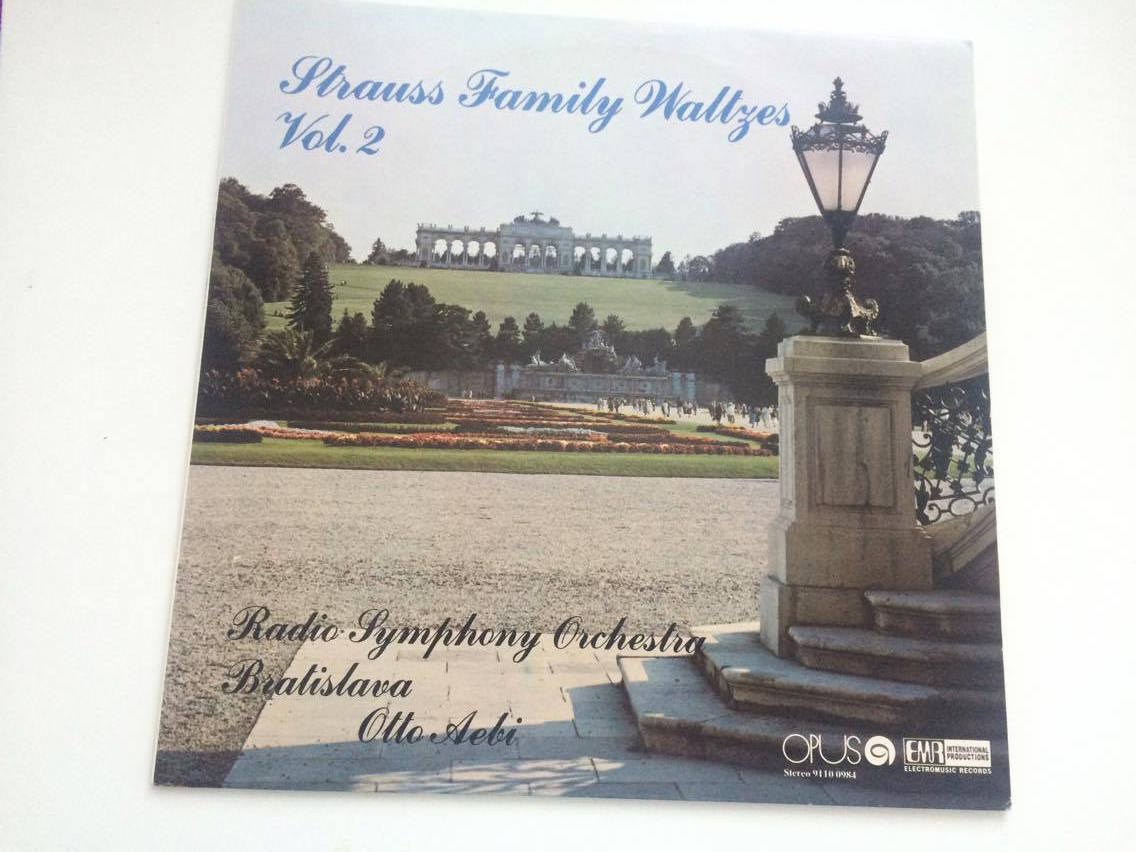 Strauss Family Waltzes
Vol. 2
Radio Symphony Orchestra
Bratislava
Otto Aebi
OPUS
Stereo 9110 0984
EMR INTERNATIONAL
PRODUCTIONS
ELECTROMUSIC RECORDS